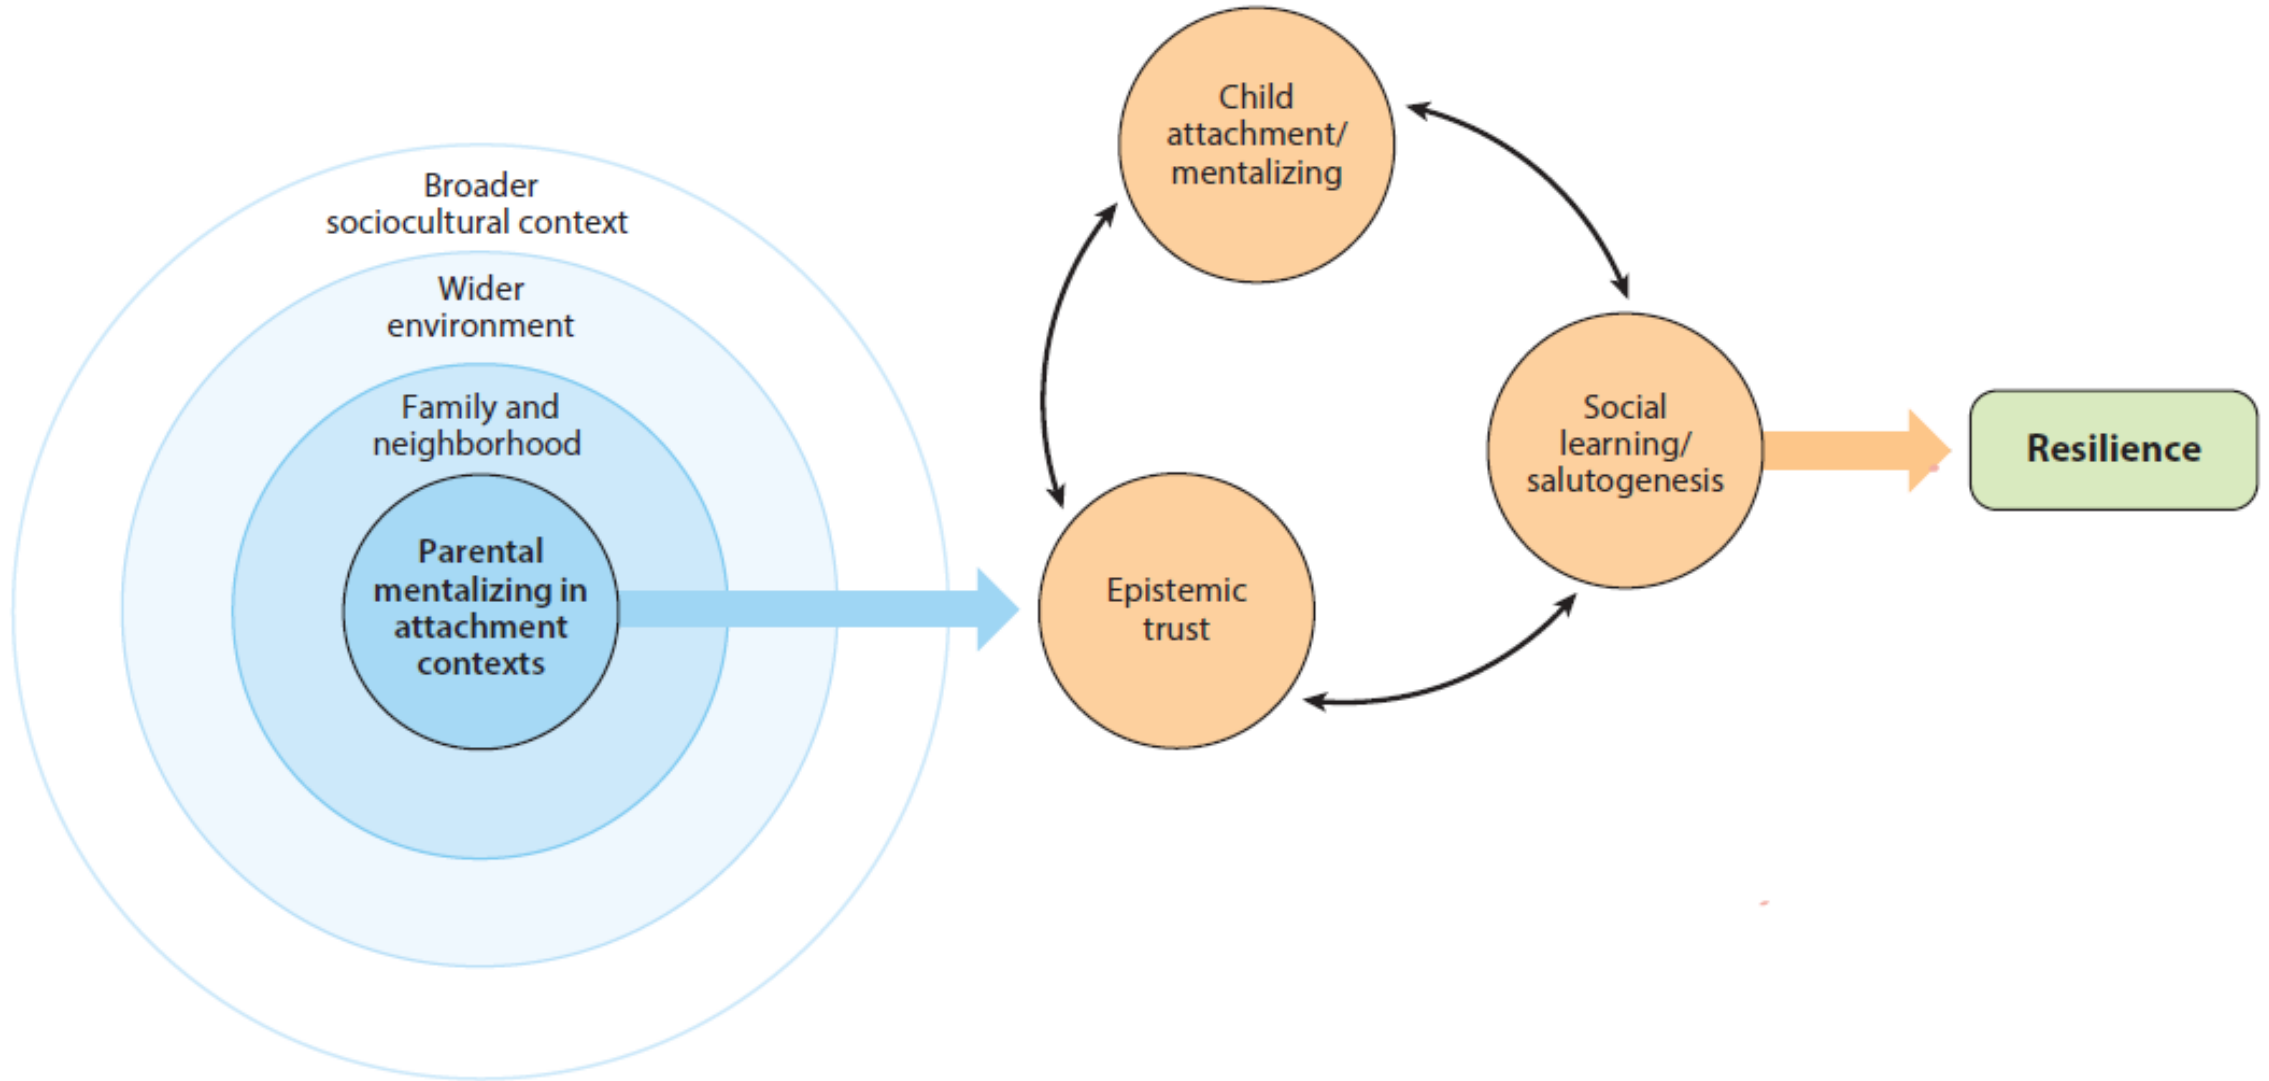 Broader
sociocultural context
Wider
environment
Family and
neighborhood
Parental
mentalizing in
attachment
contexts
Child
attachment/
mentalizing
Epistemic
trust
Social
learning/
salutogenesis
Resilience